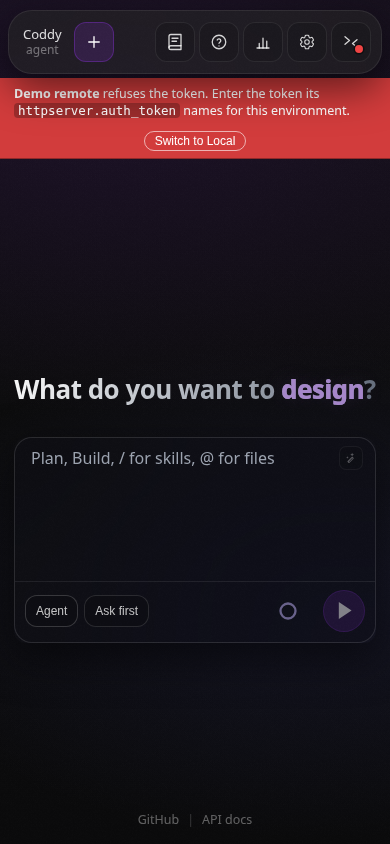 Coddy
agent
Demo remote refuses the token. Enter the token its
httpserver.auth_token names for this environment.
Switch to Local
What do you want to design?
Plan, Build, / for skills, @ for files
Agent
Ask first
GitHub | API docs